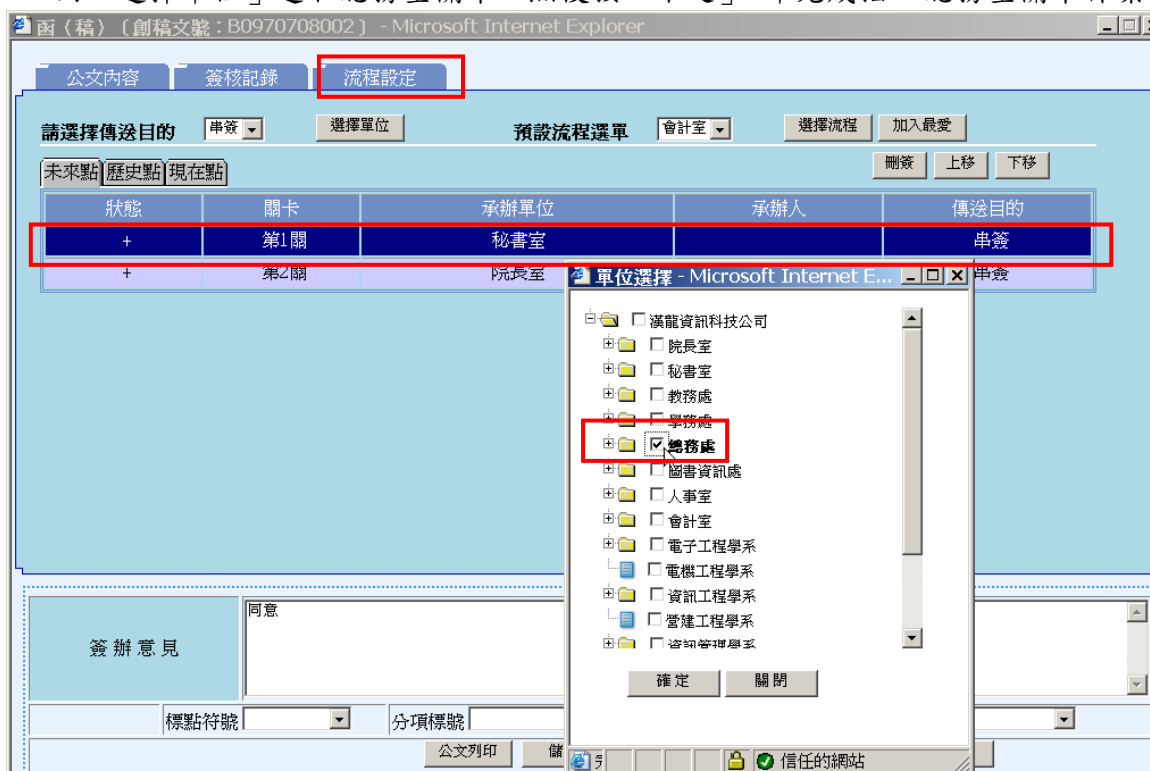 函（稿）〔創稿文號：B0970708002〕 - Microsoft Internet Explorer
公文內容 簽核記錄 流程設定
請選擇傳送目的 串簽 選擇單位 預設流程選單 會計室 選擇流程 加入最愛
未來點 歷史點 現在點 刪簽 上移 下移
狀態 關卡 承辦單位 承辦人 傳送目的
+ 第1關 秘書室 串簽
+ 第2關 院長室 串簽
單位選擇 - Microsoft Internet E...
漢龍資訊科技公司
院長室
秘書室
教務處
學務處
總務處
圖書資訊處
人事室
會計室
電子工程學系
電機工程學系
資訊工程學系
營建工程學系
資訊管理學系
確定 關閉
信任的網站
簽辦意見 同意
標點符號 分項標號
公文列印 儲